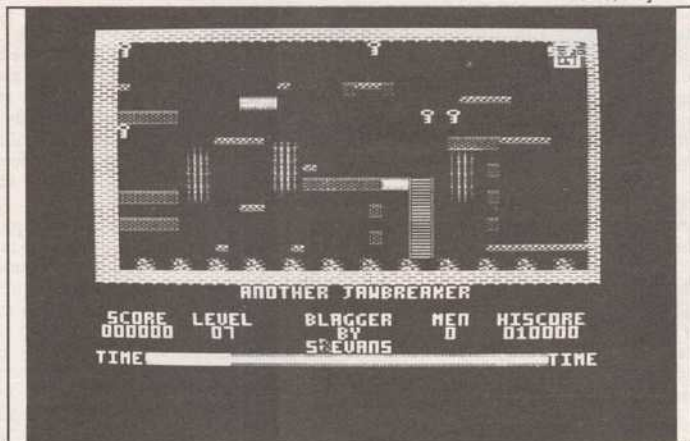 ANOTHER JAWBREAKER
SCORE LEVEL BLAGGER MEN HISCORE
000000 07 BY 0 010000
S EVANS
TIME TIME